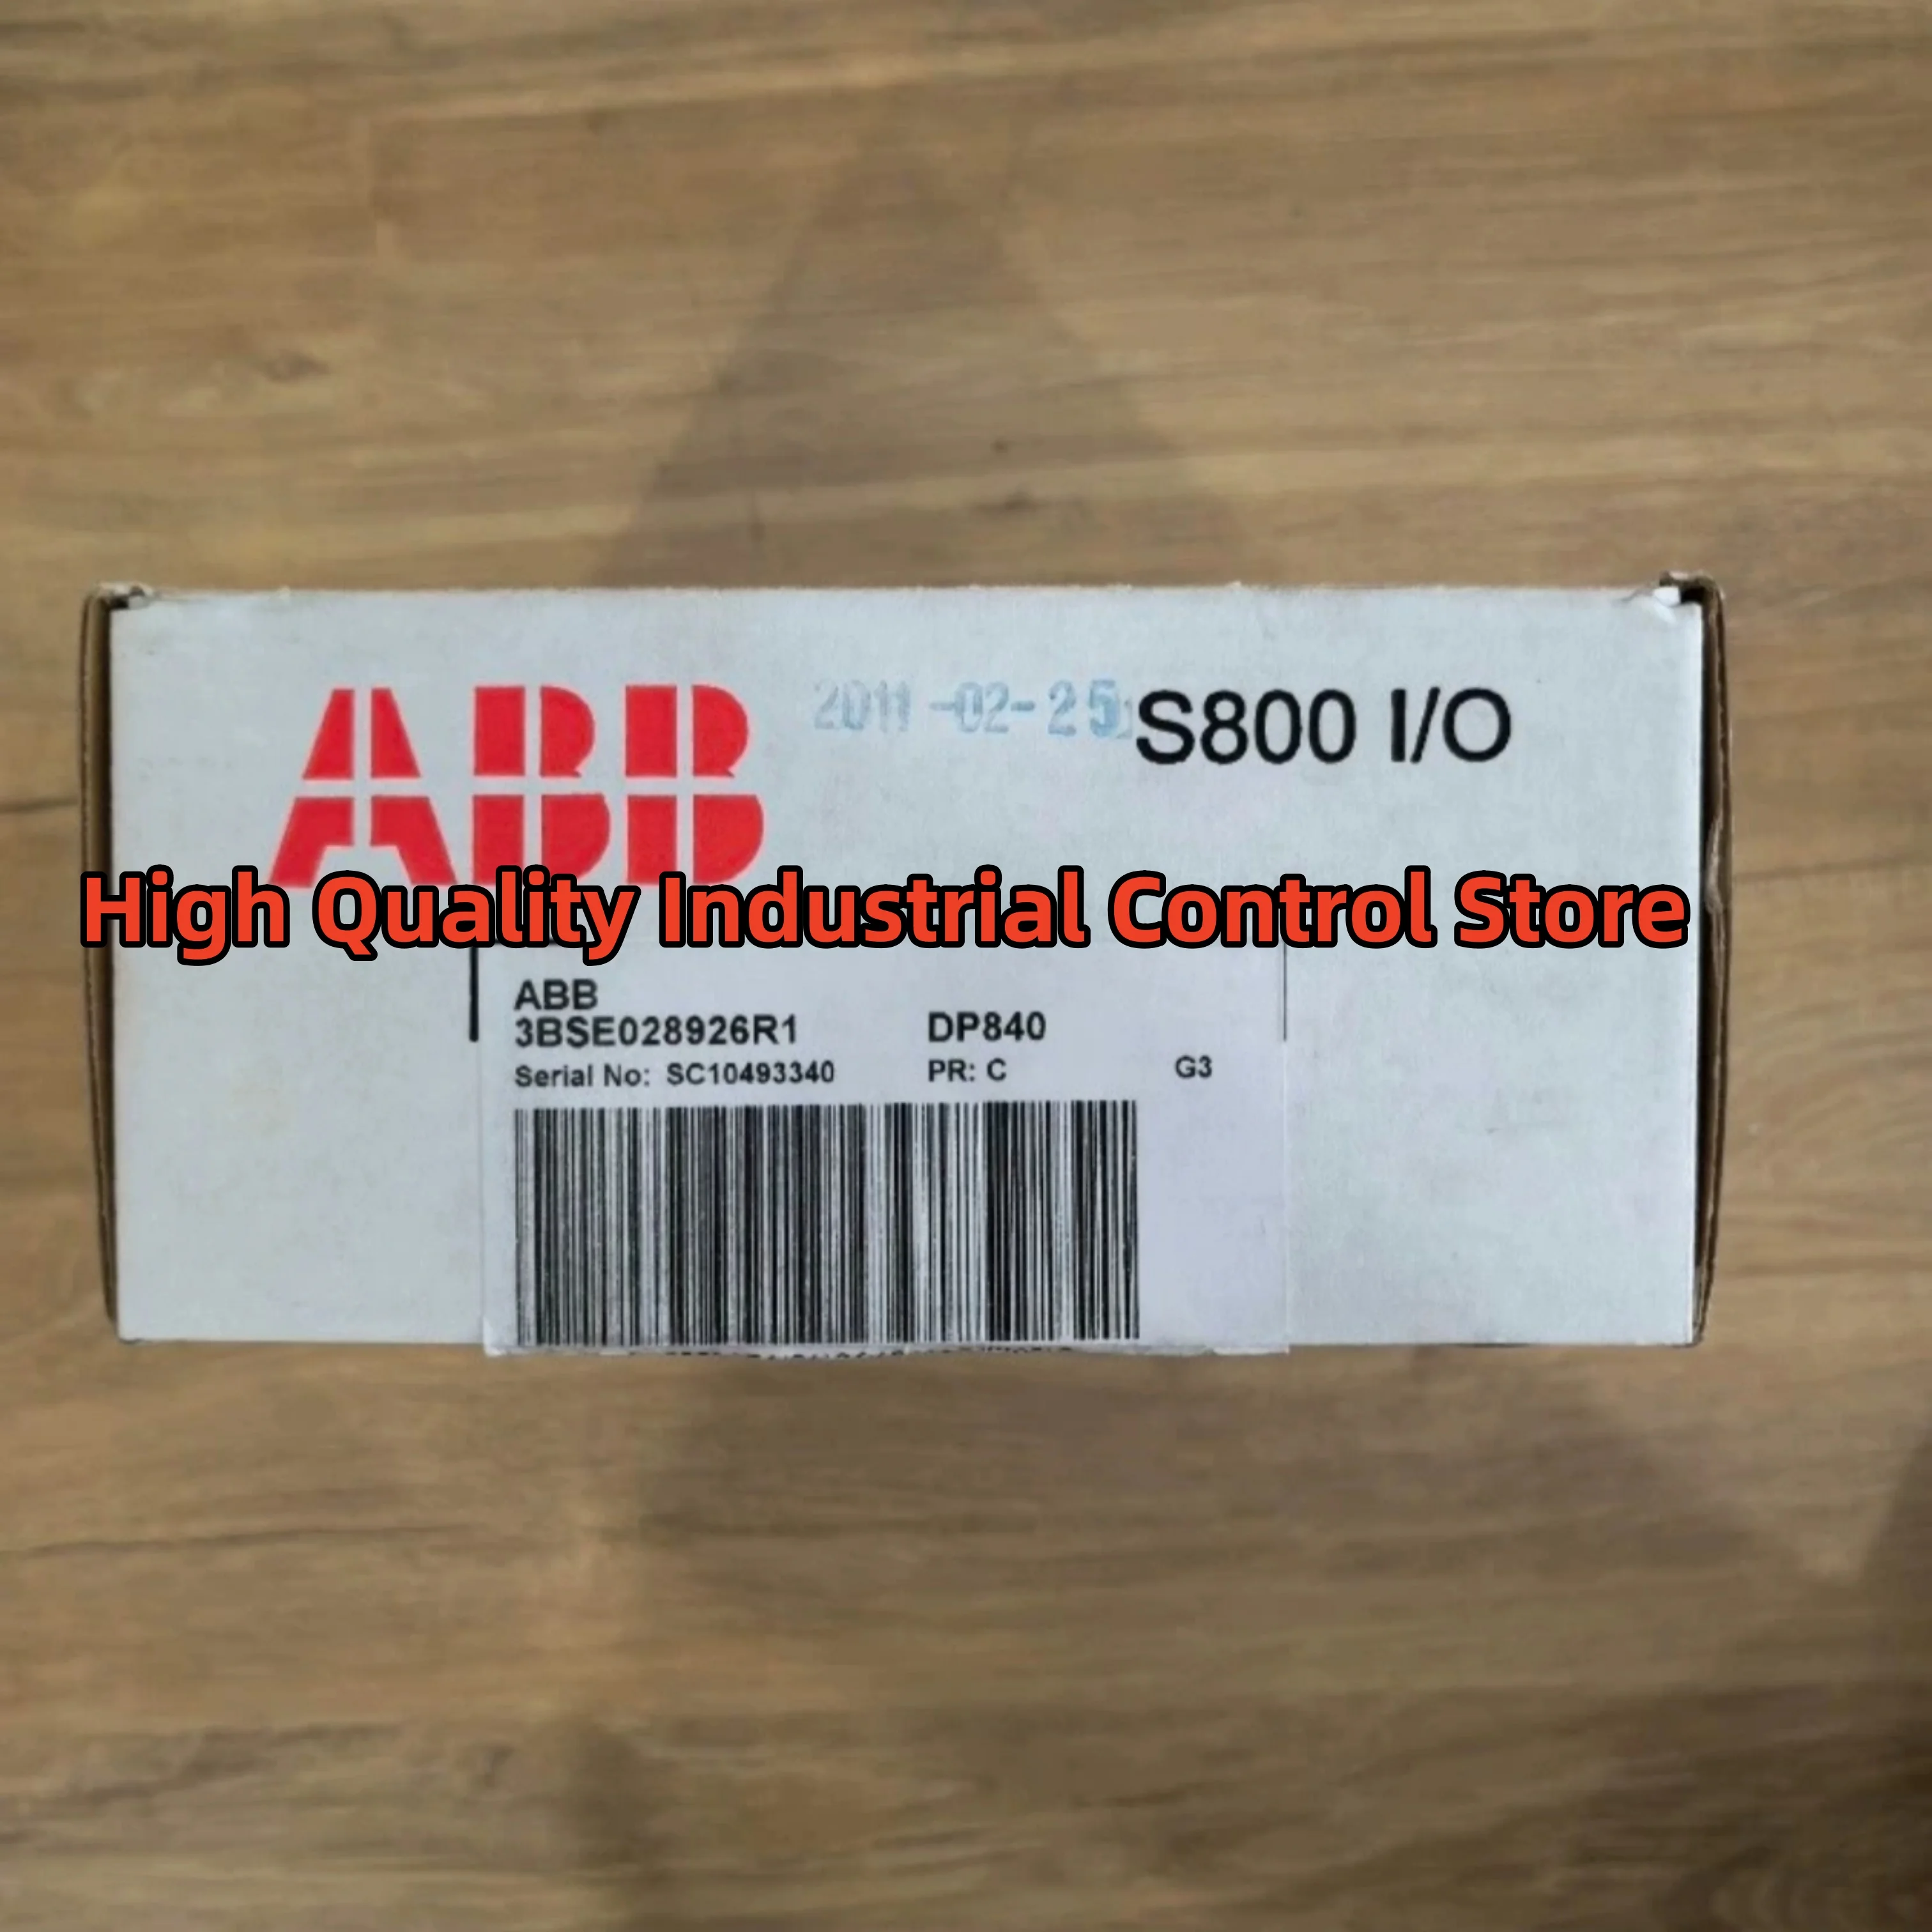 ABB
2011-02-25
S800 I/O
High Quality Industrial Control Store
ABB
3BSE028926R1 DP840
Serial No: SC10493340 PR: C G3